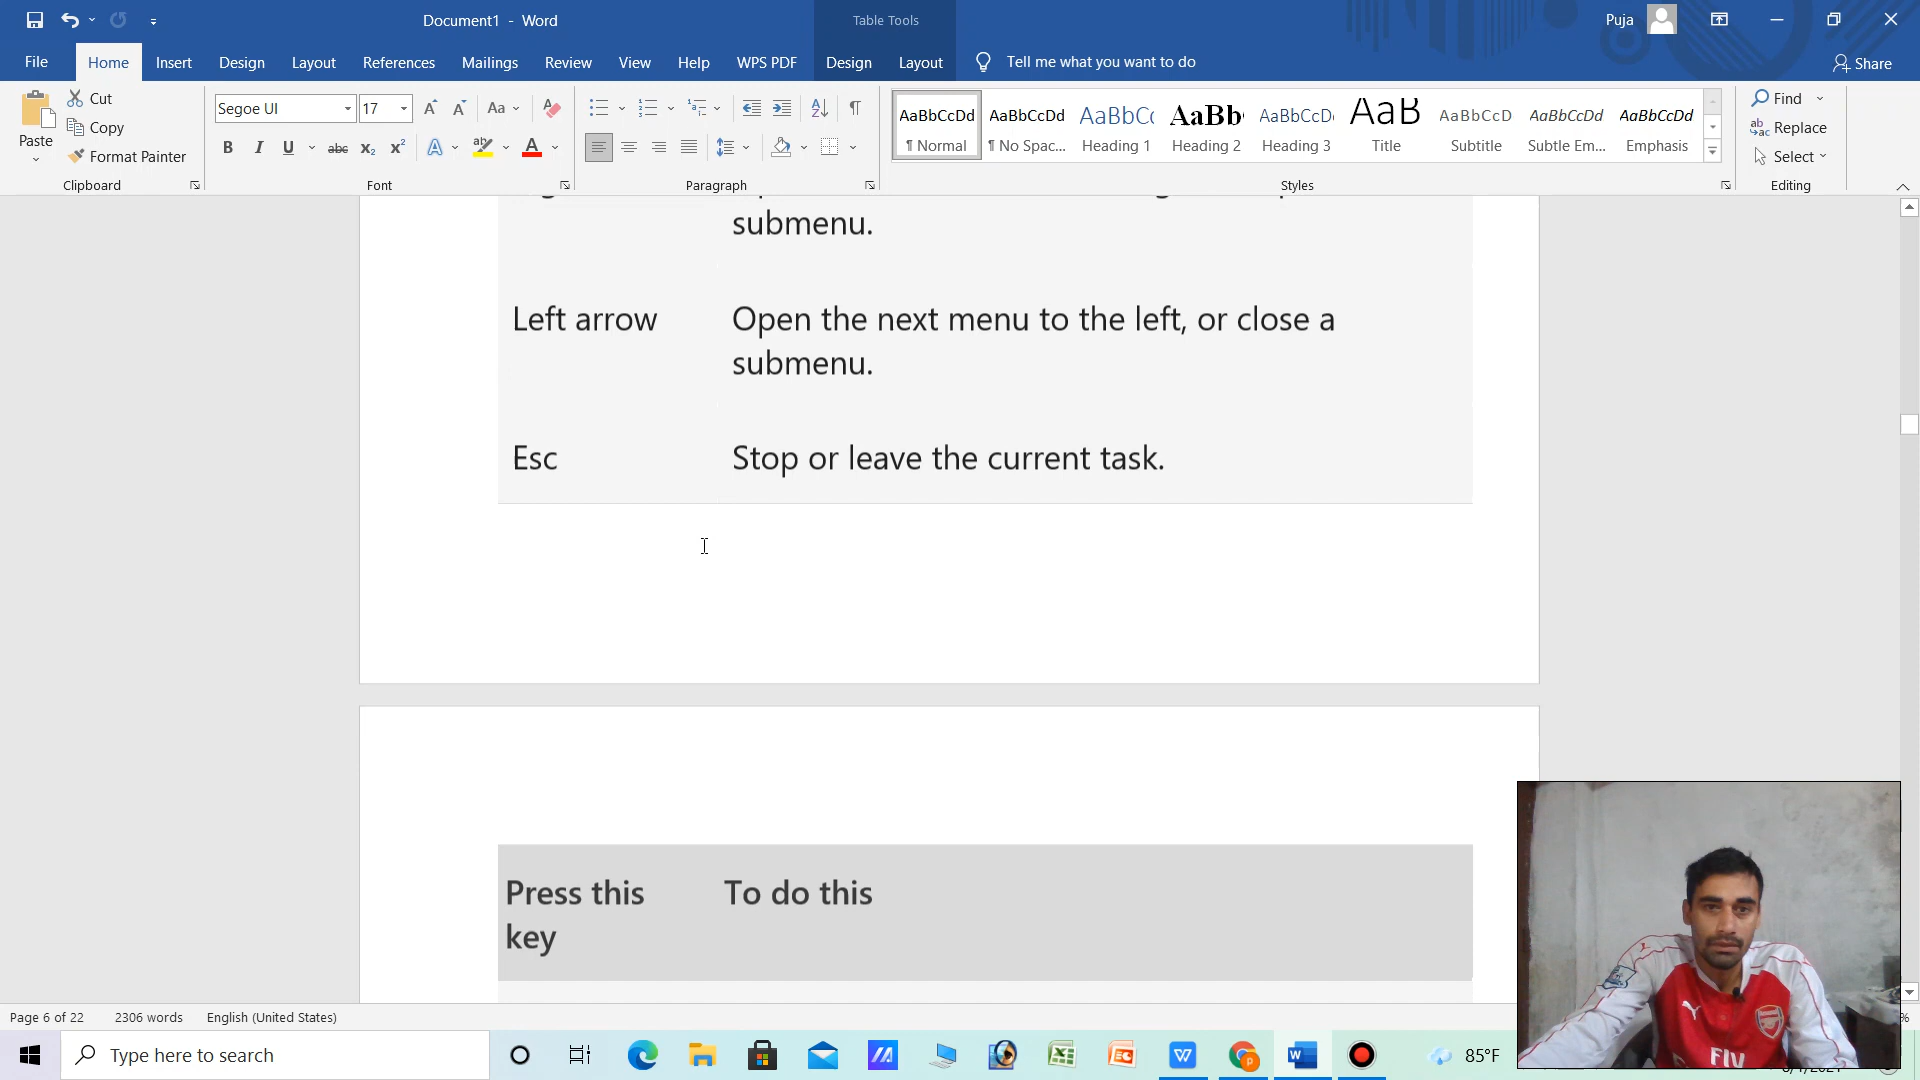 Document1 - Word
Table Tools
Puja
File Home Insert Design Layout References Mailings Review View Help WPS PDF Design Layout Tell me what you want to do Share
Paste
Cut
Copy
Format Painter
Clipboard
Segoe UI 17
Font
Paragraph
AaBbCcDd AaBbCcDd AaBbCc AaBb AaBbCcD AaB AaBbCcD AaBbCcDd AaBbCcDd
¶ Normal ¶ No Spac... Heading 1 Heading 2 Heading 3 Title Subtitle Subtle Em... Emphasis
Styles
Find
Replace
Select
Editing
submenu.
Left arrow Open the next menu to the left, or close a
submenu.
Esc Stop or leave the current task.
Press this To do this
key
FLY
Page 6 of 22 2306 words English (United States)
Type here to search
85°F